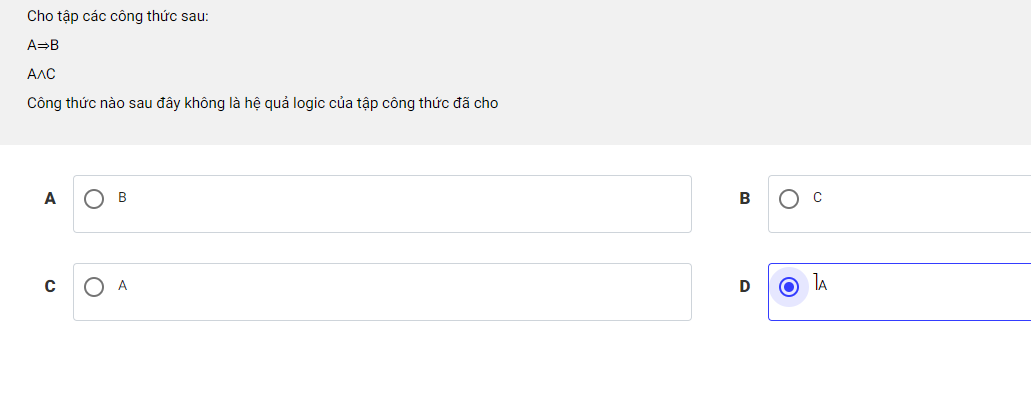 Cho tập các công thức sau:
A⇒B
A∧C
Công thức nào sau đây không là hệ quả logic của tập công thức đã cho
A B
B C
C A
D ꓶA